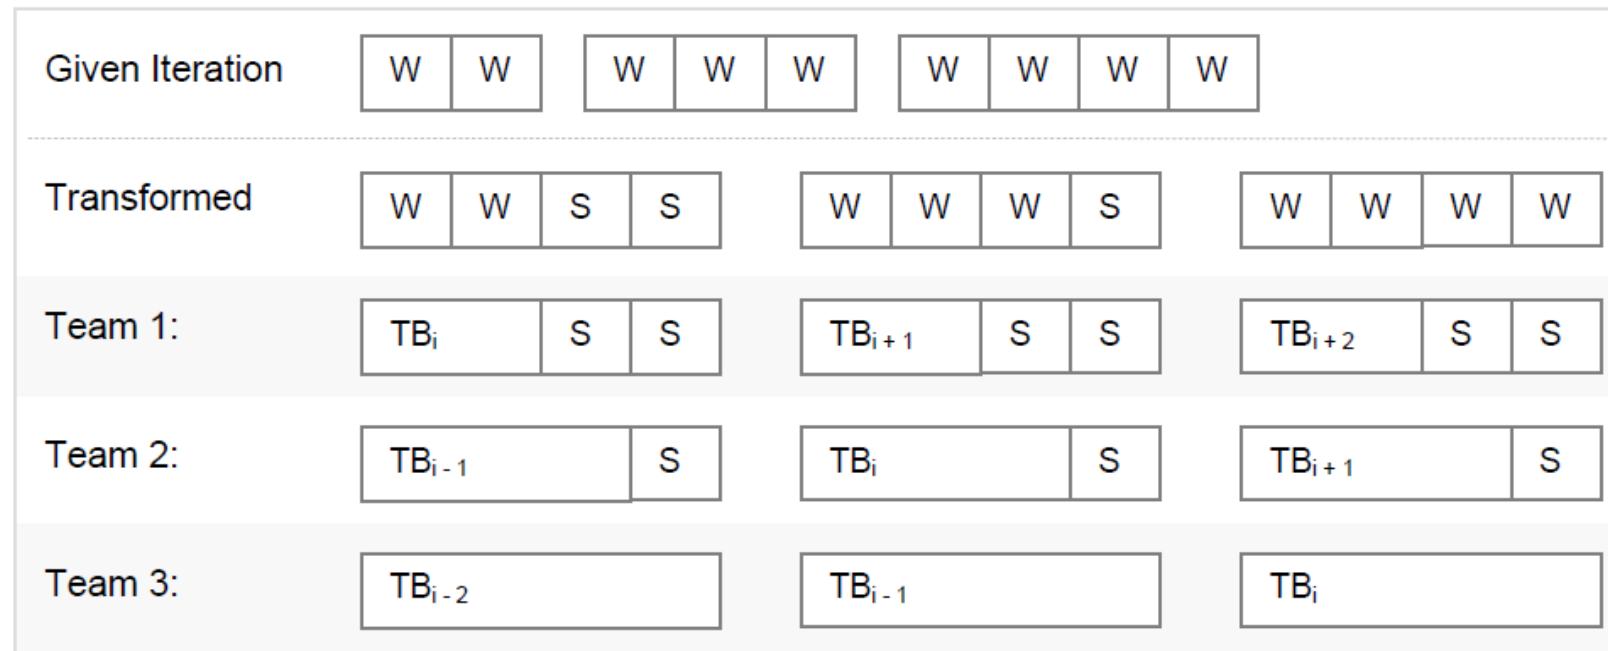 Given Iteration W W W W W W W W W
Transformed W W S S W W W S W W W W
Team 1: TBi S S TBi + 1 S S TBi + 2 S S
Team 2: TBi - 1 S TBi S TBi + 1 S
Team 3: TBi - 2 TBi - 1 TBi